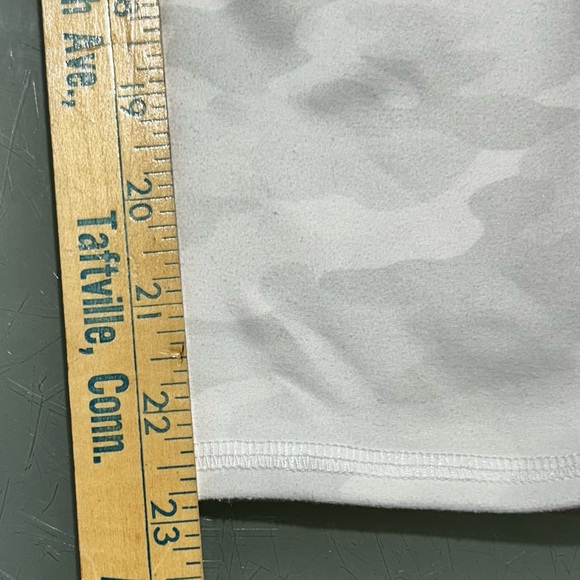 h Ave.,
Taftville, Conn.
19
20
21
22
23